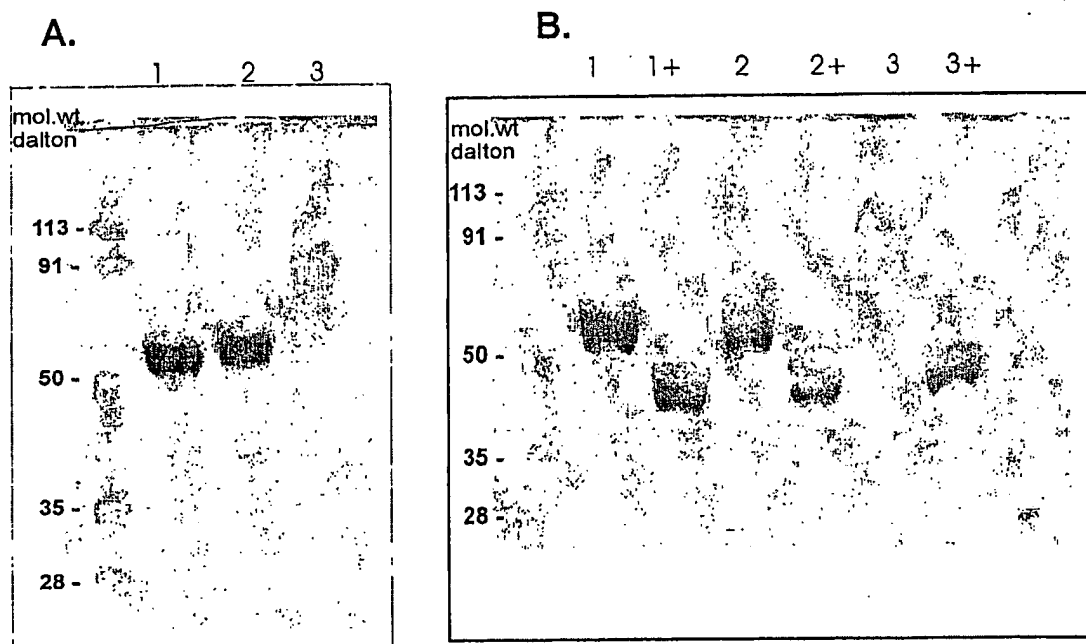 A.
1 2 3
mol.wt
dalton
113 -
91 -
50 -
35 -
28 -
B.
1 1+ 2 2+ 3 3+
mol.wt
dalton
113 -
91 -
50 -
35 -
28 -